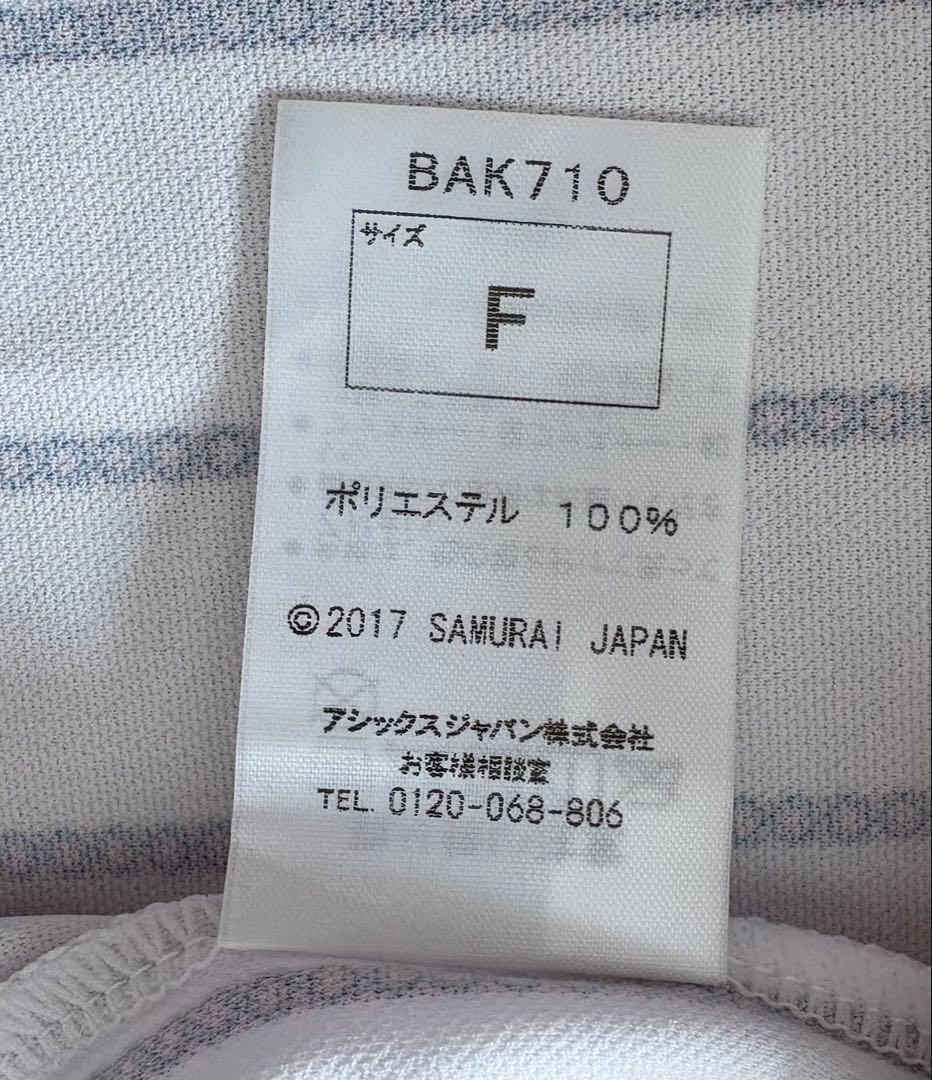 BAK710
サイズ
F
ポリエステル 100%
©2017 SAMURAI JAPAN
アシックスジャパン株式会社
お客様相談室
TEL. 0120-068-806